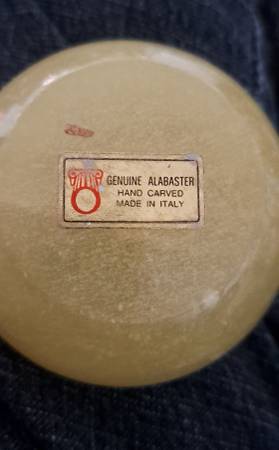 GENUINE ALABASTER
HAND CARVED
MADE IN ITALY